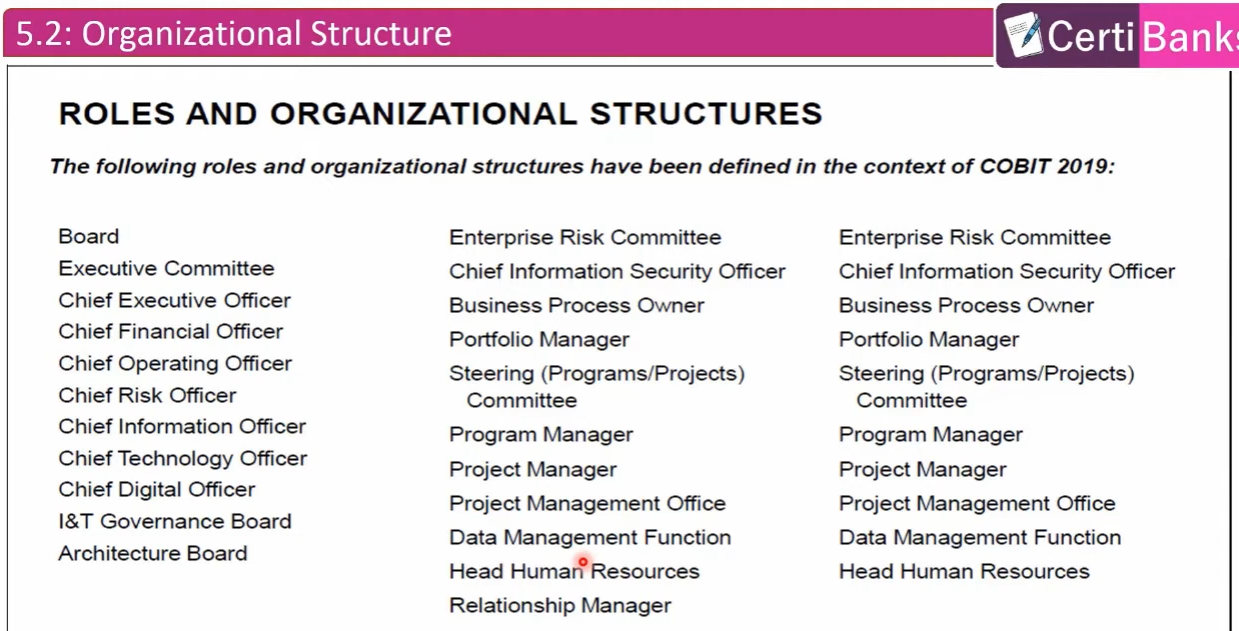 5.2: Organizational Structure
CertiBanks
ROLES AND ORGANIZATIONAL STRUCTURES
The following roles and organizational structures have been defined in the context of COBIT 2019:
Board
Executive Committee
Chief Executive Officer
Chief Financial Officer
Chief Operating Officer
Chief Risk Officer
Chief Information Officer
Chief Technology Officer
Chief Digital Officer
I&T Governance Board
Architecture Board
Enterprise Risk Committee
Chief Information Security Officer
Business Process Owner
Portfolio Manager
Steering (Programs/Projects)
Committee
Program Manager
Project Manager
Project Management Office
Data Management Function
Head Human Resources
Relationship Manager
Enterprise Risk Committee
Chief Information Security Officer
Business Process Owner
Portfolio Manager
Steering (Programs/Projects)
Committee
Program Manager
Project Manager
Project Management Office
Data Management Function
Head Human Resources